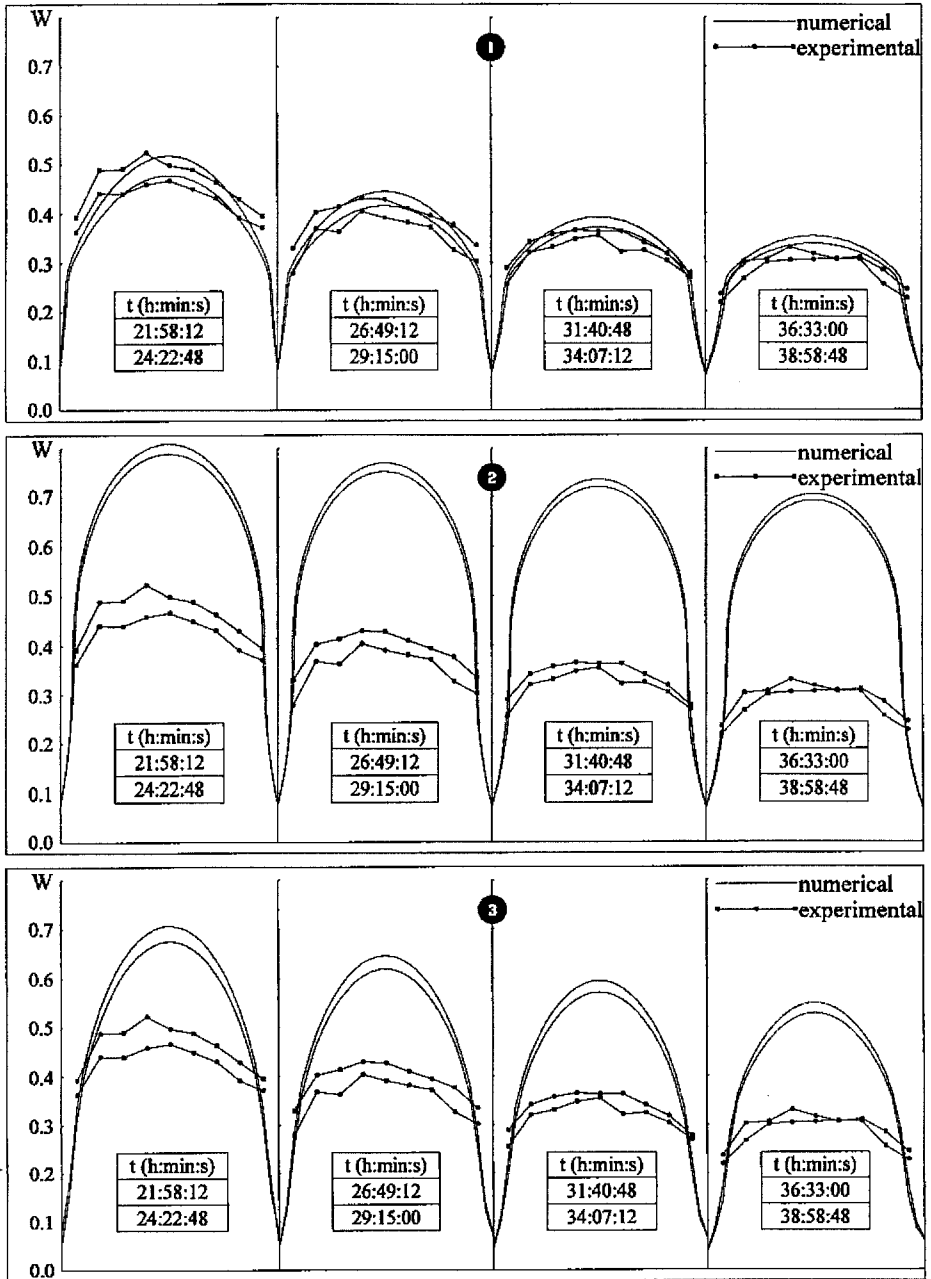 W
numerical
experimental
1
0.7
0.6
0.5
0.4
0.3
0.2
0.1
0.0
t (h:min:s)
21:58:12
24:22:48
t (h:min:s)
26:49:12
29:15:00
t (h:min:s)
31:40:48
34:07:12
t (h:min:s)
36:33:00
38:58:48
W
numerical
experimental
2
0.7
0.6
0.5
0.4
0.3
0.2
0.1
0.0
t (h:min:s)
21:58:12
24:22:48
t (h:min:s)
26:49:12
29:15:00
t (h:min:s)
31:40:48
34:07:12
t (h:min:s)
36:33:00
38:58:48
W
numerical
experimental
3
0.7
0.6
0.5
0.4
0.3
0.2
0.1
0.0
t (h:min:s)
21:58:12
24:22:48
t (h:min:s)
26:49:12
29:15:00
t (h:min:s)
31:40:48
34:07:12
t (h:min:s)
36:33:00
38:58:48